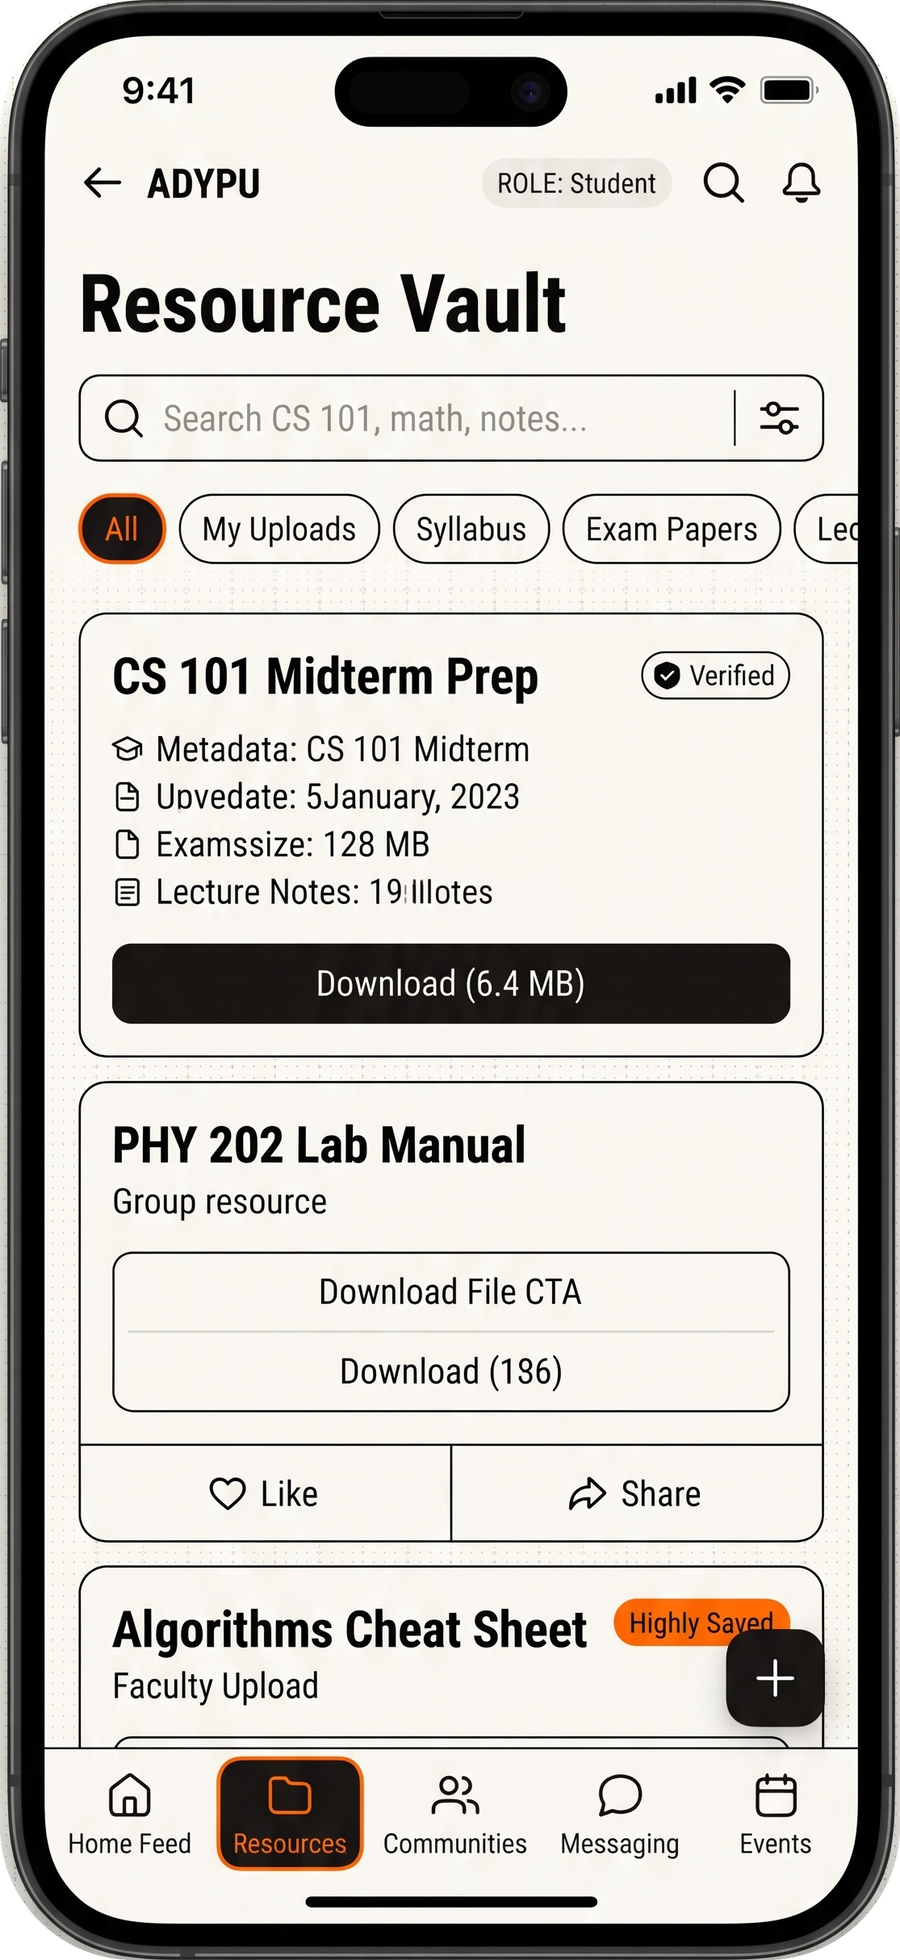 9:41
ADYPU
ROLE: Student
Resource Vault
Search CS 101, math, notes...
All
My Uploads
Syllabus
Exam Papers
Lec
CS 101 Midterm Prep
Verified
Metadata: CS 101 Midterm
Upvedate: 5January, 2023
Examssize: 128 MB
Lecture Notes:
Download (6.4 MB)
PHY 202 Lab Manual
Group resource
Download File CTA
Download (186)
Like
Share
Algorithms Cheat Sheet
Highly Saved
Faculty Upload
Home Feed
Resources
Communities
Messaging
Events